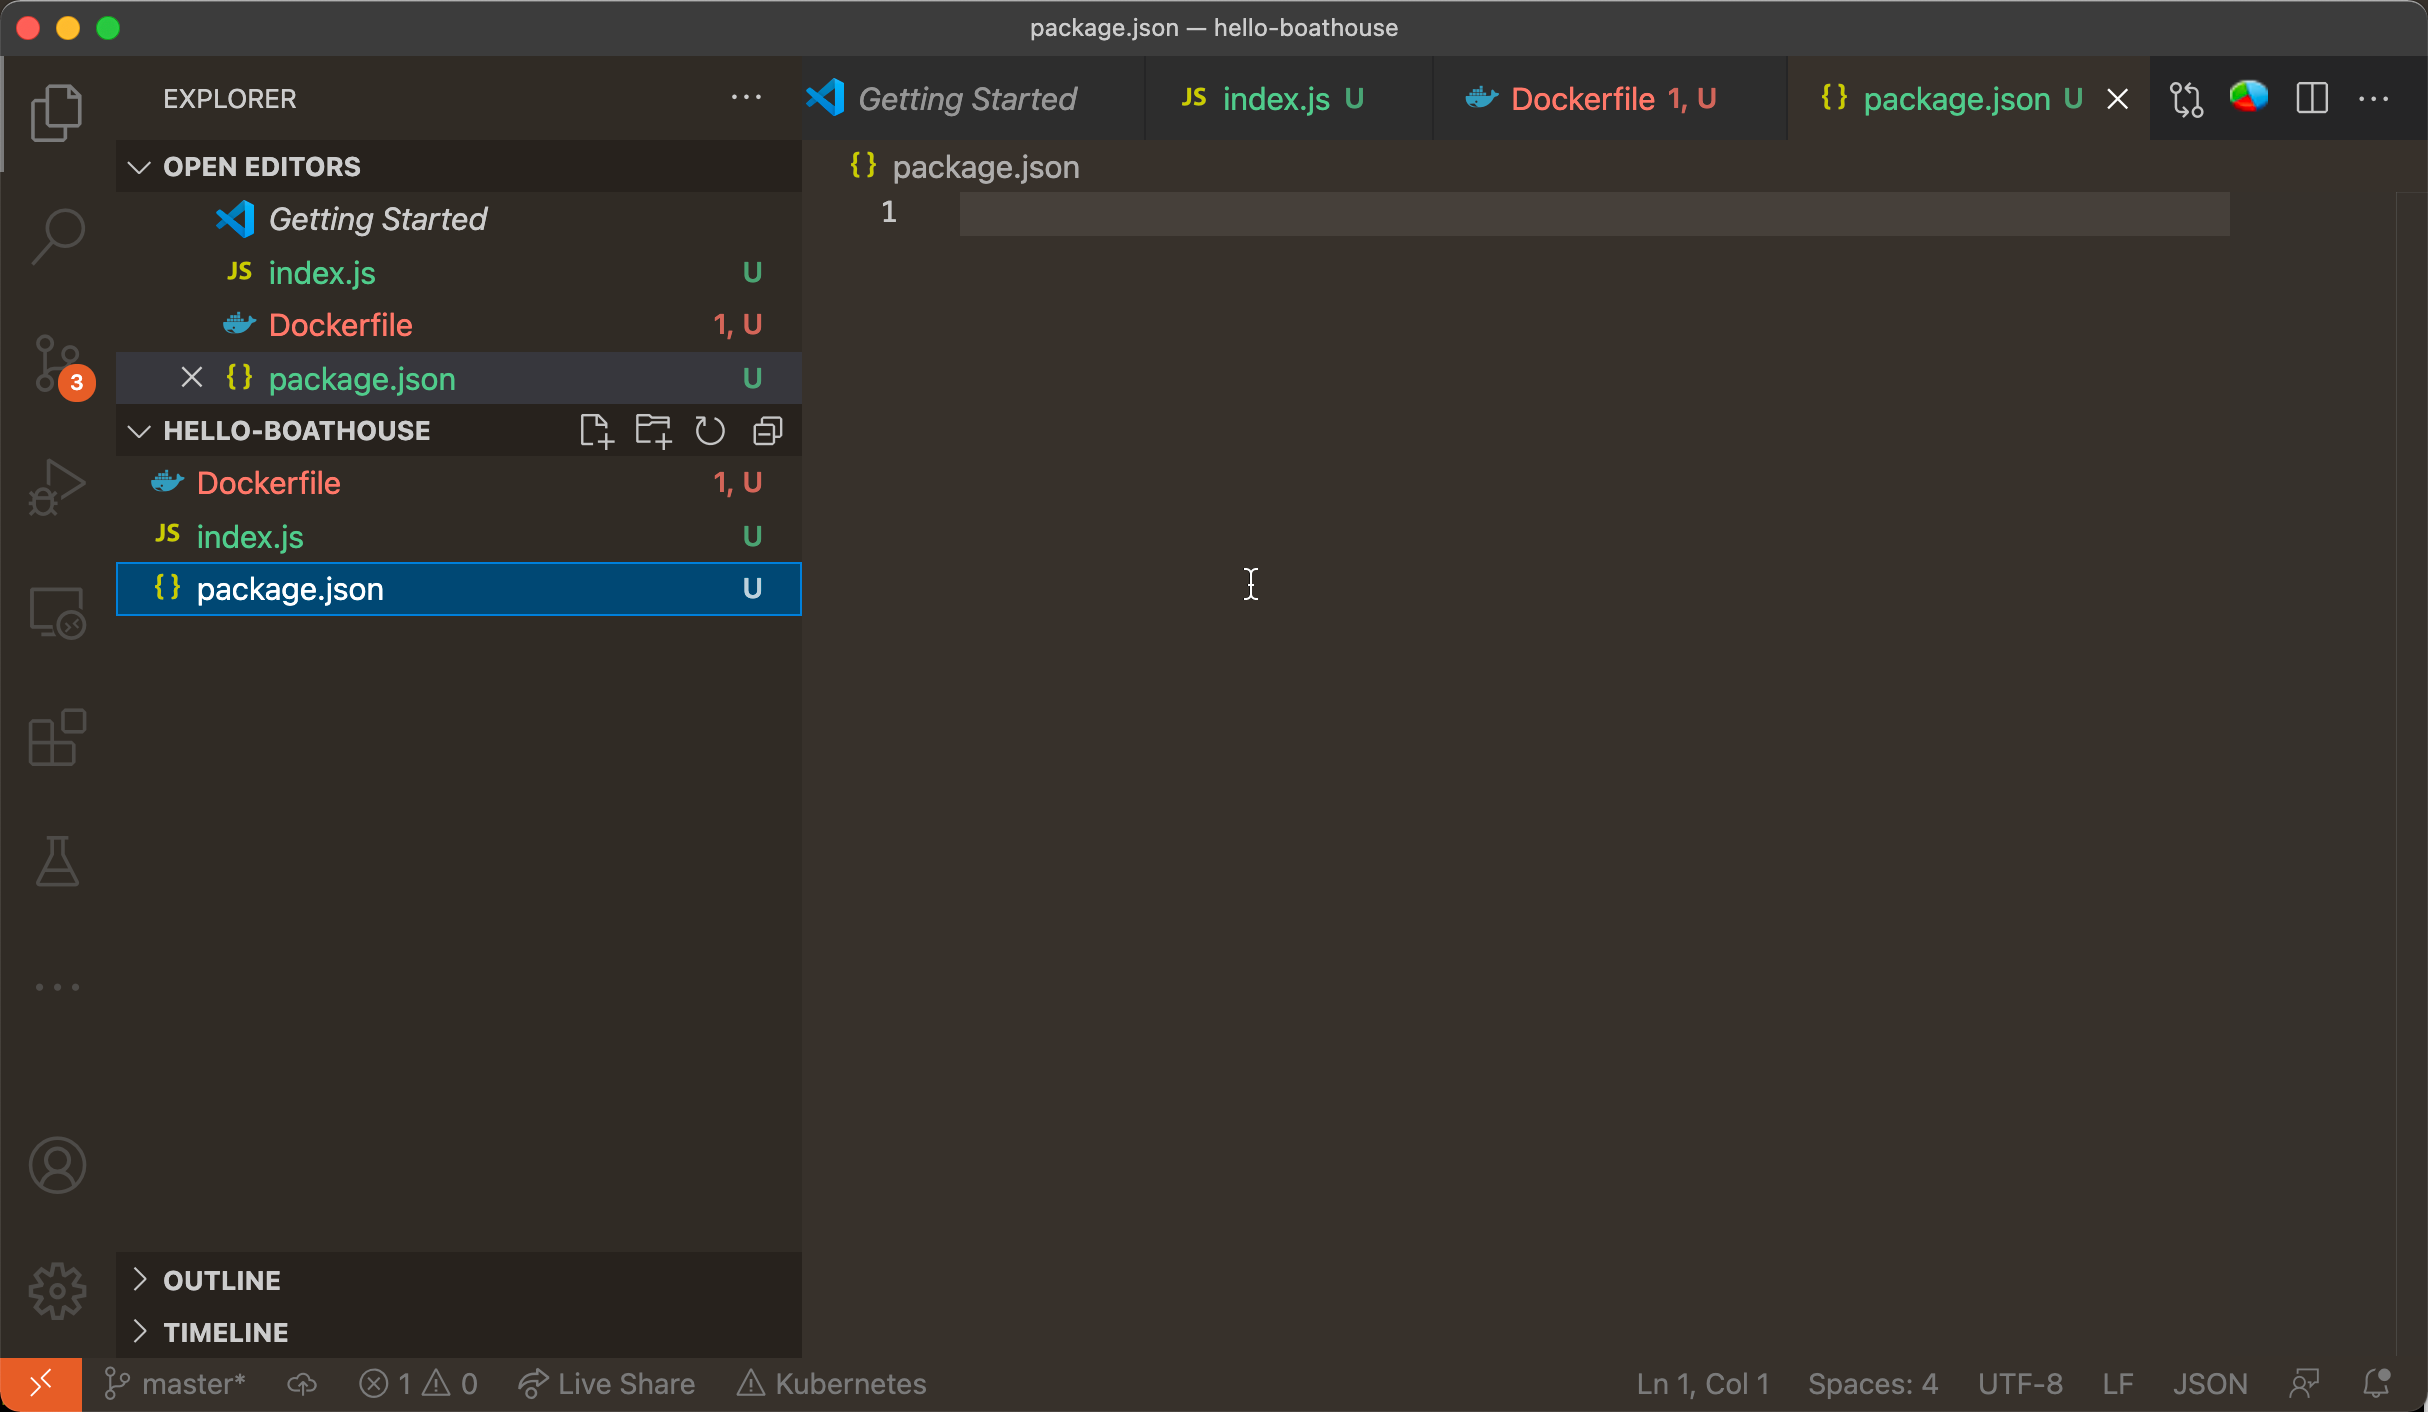 package.json — hello-boathouse
EXPLORER
Getting Started
JS index.js U
Dockerfile 1, U
{} package.json U
OPEN EDITORS
Getting Started
JS index.js U
Dockerfile 1, U
{} package.json U
HELLO-BOATHOUSE
Dockerfile 1, U
JS index.js U
{} package.json U
OUTLINE
TIMELINE
{} package.json
1
3
master* 1 0 Live Share Kubernetes Ln 1, Col 1 Spaces: 4 UTF-8 LF JSON